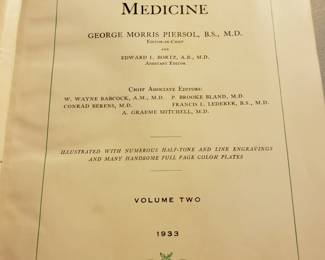 MEDICINE
GEORGE MORRIS PIERSOL, B.S., M.D.
EDITOR-IN CHIEF
AND
EDWARD L. BORTZ, A.B., M.D.
ASSISTANT EDITOR
CHIEF ASSOCIATE EDITORS:
W. WAYNE BABCOCK, A.M., M.D. P. BROOKE BLAND, M.D.
CONRAD BERENS, M.D. FRANCIS L. LEDERER, B.S., M.D.
A. GRAEME MITCHELL, M.D.
ILLUSTRATED WITH NUMEROUS HALF-TONE AND LINE ENGRAVINGS
AND MANY HANDSOME FULL PAGE COLOR PLATES
VOLUME TWO
1933